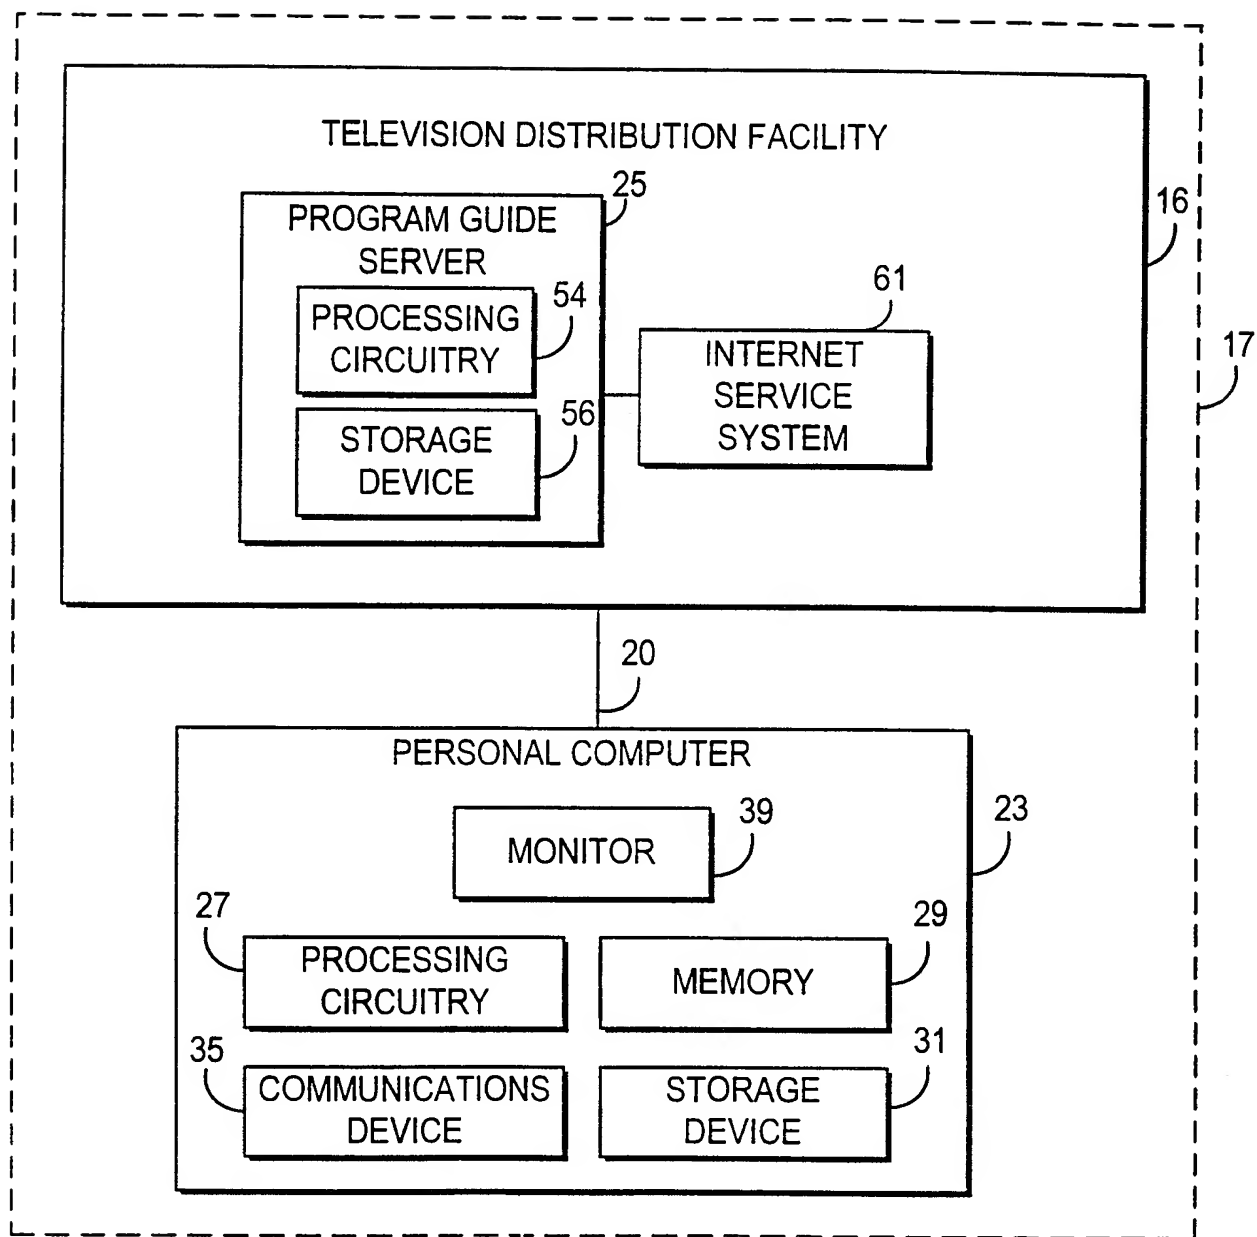 TELEVISION DISTRIBUTION FACILITY
25
PROGRAM GUIDE
SERVER
16
54
PROCESSING
CIRCUITRY
61
INTERNET
SERVICE
SYSTEM
17
56
STORAGE
DEVICE
20
PERSONAL COMPUTER
39
MONITOR
23
27
PROCESSING
CIRCUITRY
29
MEMORY
35
COMMUNICATIONS
DEVICE
31
STORAGE
DEVICE